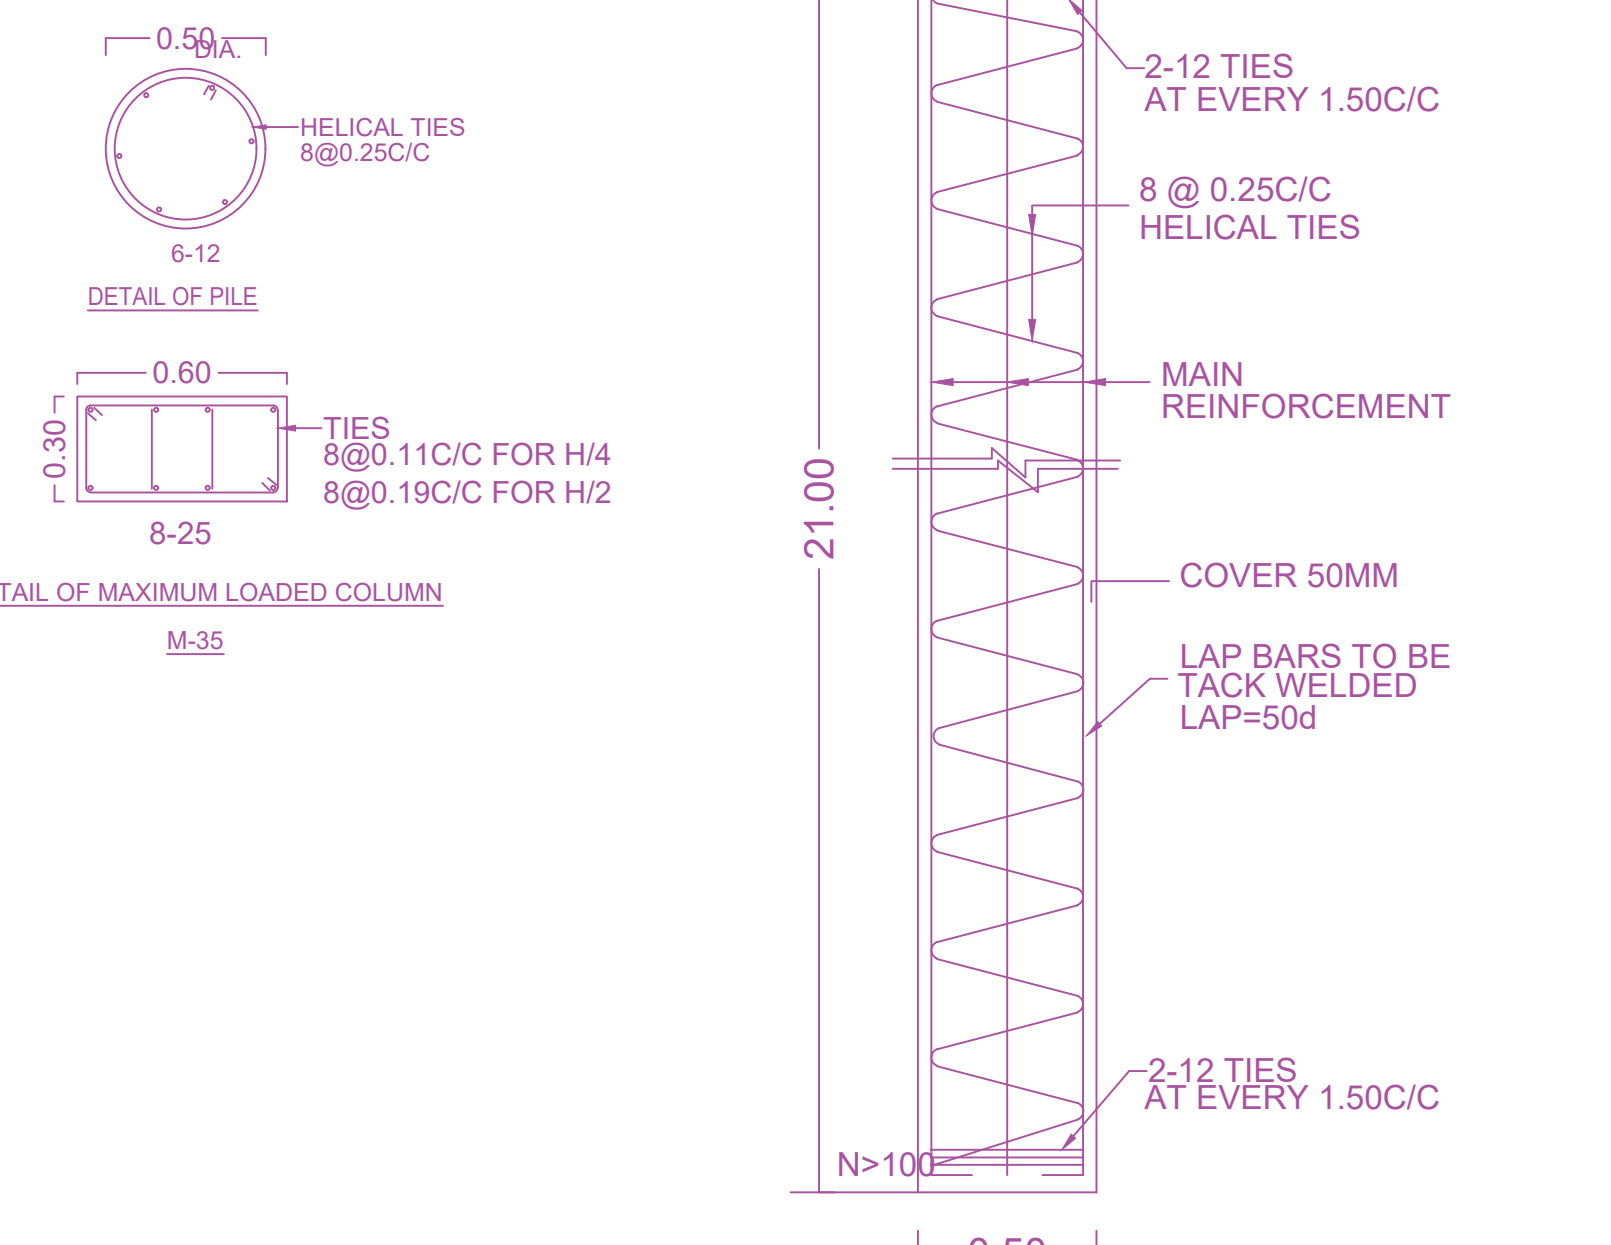 0.50
DIA.
HELICAL TIES
8@0.25C/C
6-12
DETAIL OF PILE
0.60
0.30
TIES
8@0.11C/C FOR H/4
8@0.19C/C FOR H/2
8-25
TAIL OF MAXIMUM LOADED COLUMN
M-35
2-12 TIES
AT EVERY 1.50C/C
8 @ 0.25C/C
HELICAL TIES
MAIN
REINFORCEMENT
21.00
COVER 50MM
LAP BARS TO BE
TACK WELDED
LAP=50d
2-12 TIES
AT EVERY 1.50C/C
N>100